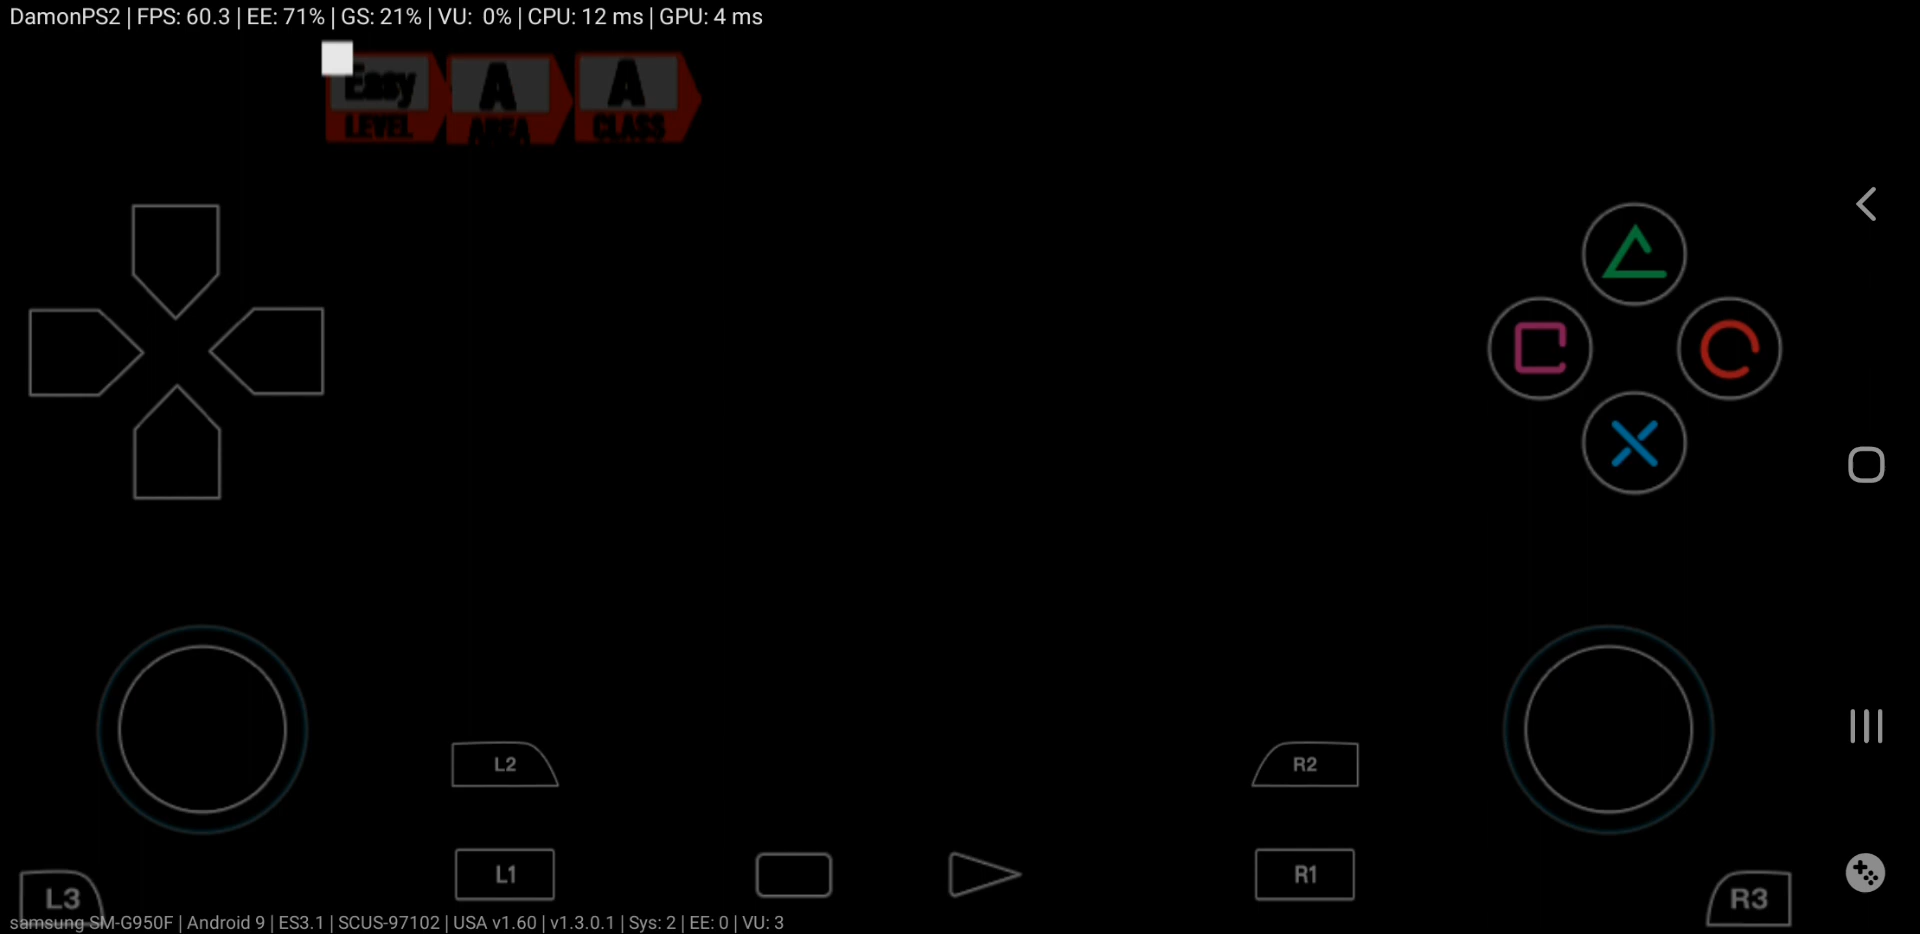 DamonPS2 | FPS: 60.3 | EE: 71% | GS: 21% | VU: 0% | CPU: 12 ms | GPU: 4 ms
Easy A A
LEVEL AREA CLASS
L2 R2
L1 R1
L3 R3
samsung SM-G950F | Android 9 | ES3.1 | SCUS-97102 | USA v1.60 | v1.3.0.1 | Sys: 2 | EE: 0 | VU: 3